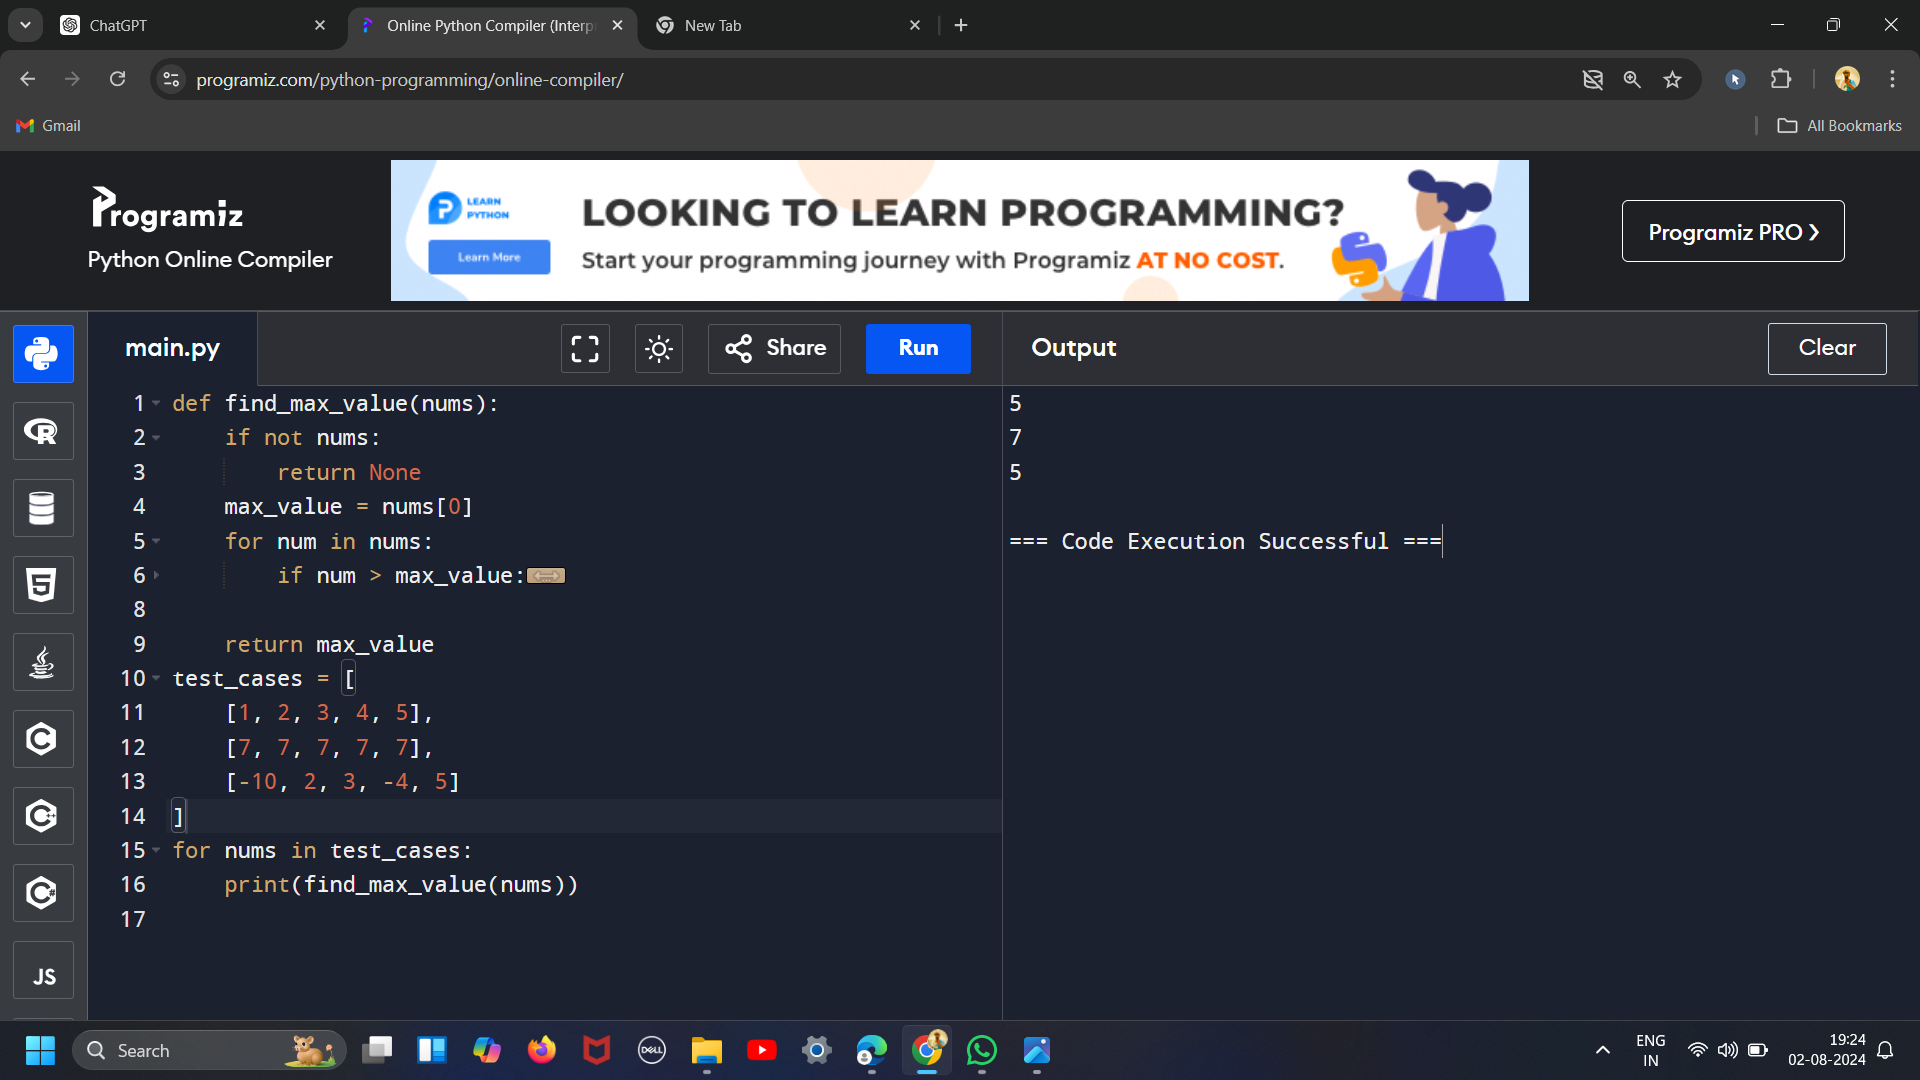 ChatGPT
Online Python Compiler (Interp
New Tab
programiz.com/python-programming/online-compiler/
Gmail
All Bookmarks
Programiz
Python Online Compiler
LEARN
PYTHON
Learn More
LOOKING TO LEARN PROGRAMMING?
Start your programming journey with Programiz AT NO COST.
Programiz PRO ›
main.py
Share
Run
Output
Clear
1 def find_max_value(nums):
2     if not nums:
3         return None
4     max_value = nums[0]
5     for num in nums:
6         if num > max_value:
8
9     return max_value
10 test_cases = [
11     [1, 2, 3, 4, 5],
12     [7, 7, 7, 7, 7],
13     [-10, 2, 3, -4, 5]
14 ]
15 for nums in test_cases:
16     print(find_max_value(nums))
17
5
7
5
=== Code Execution Successful ===
R
5
C
C++
C#
JS
Search
DELL
ENG
IN
19:24
02-08-2024